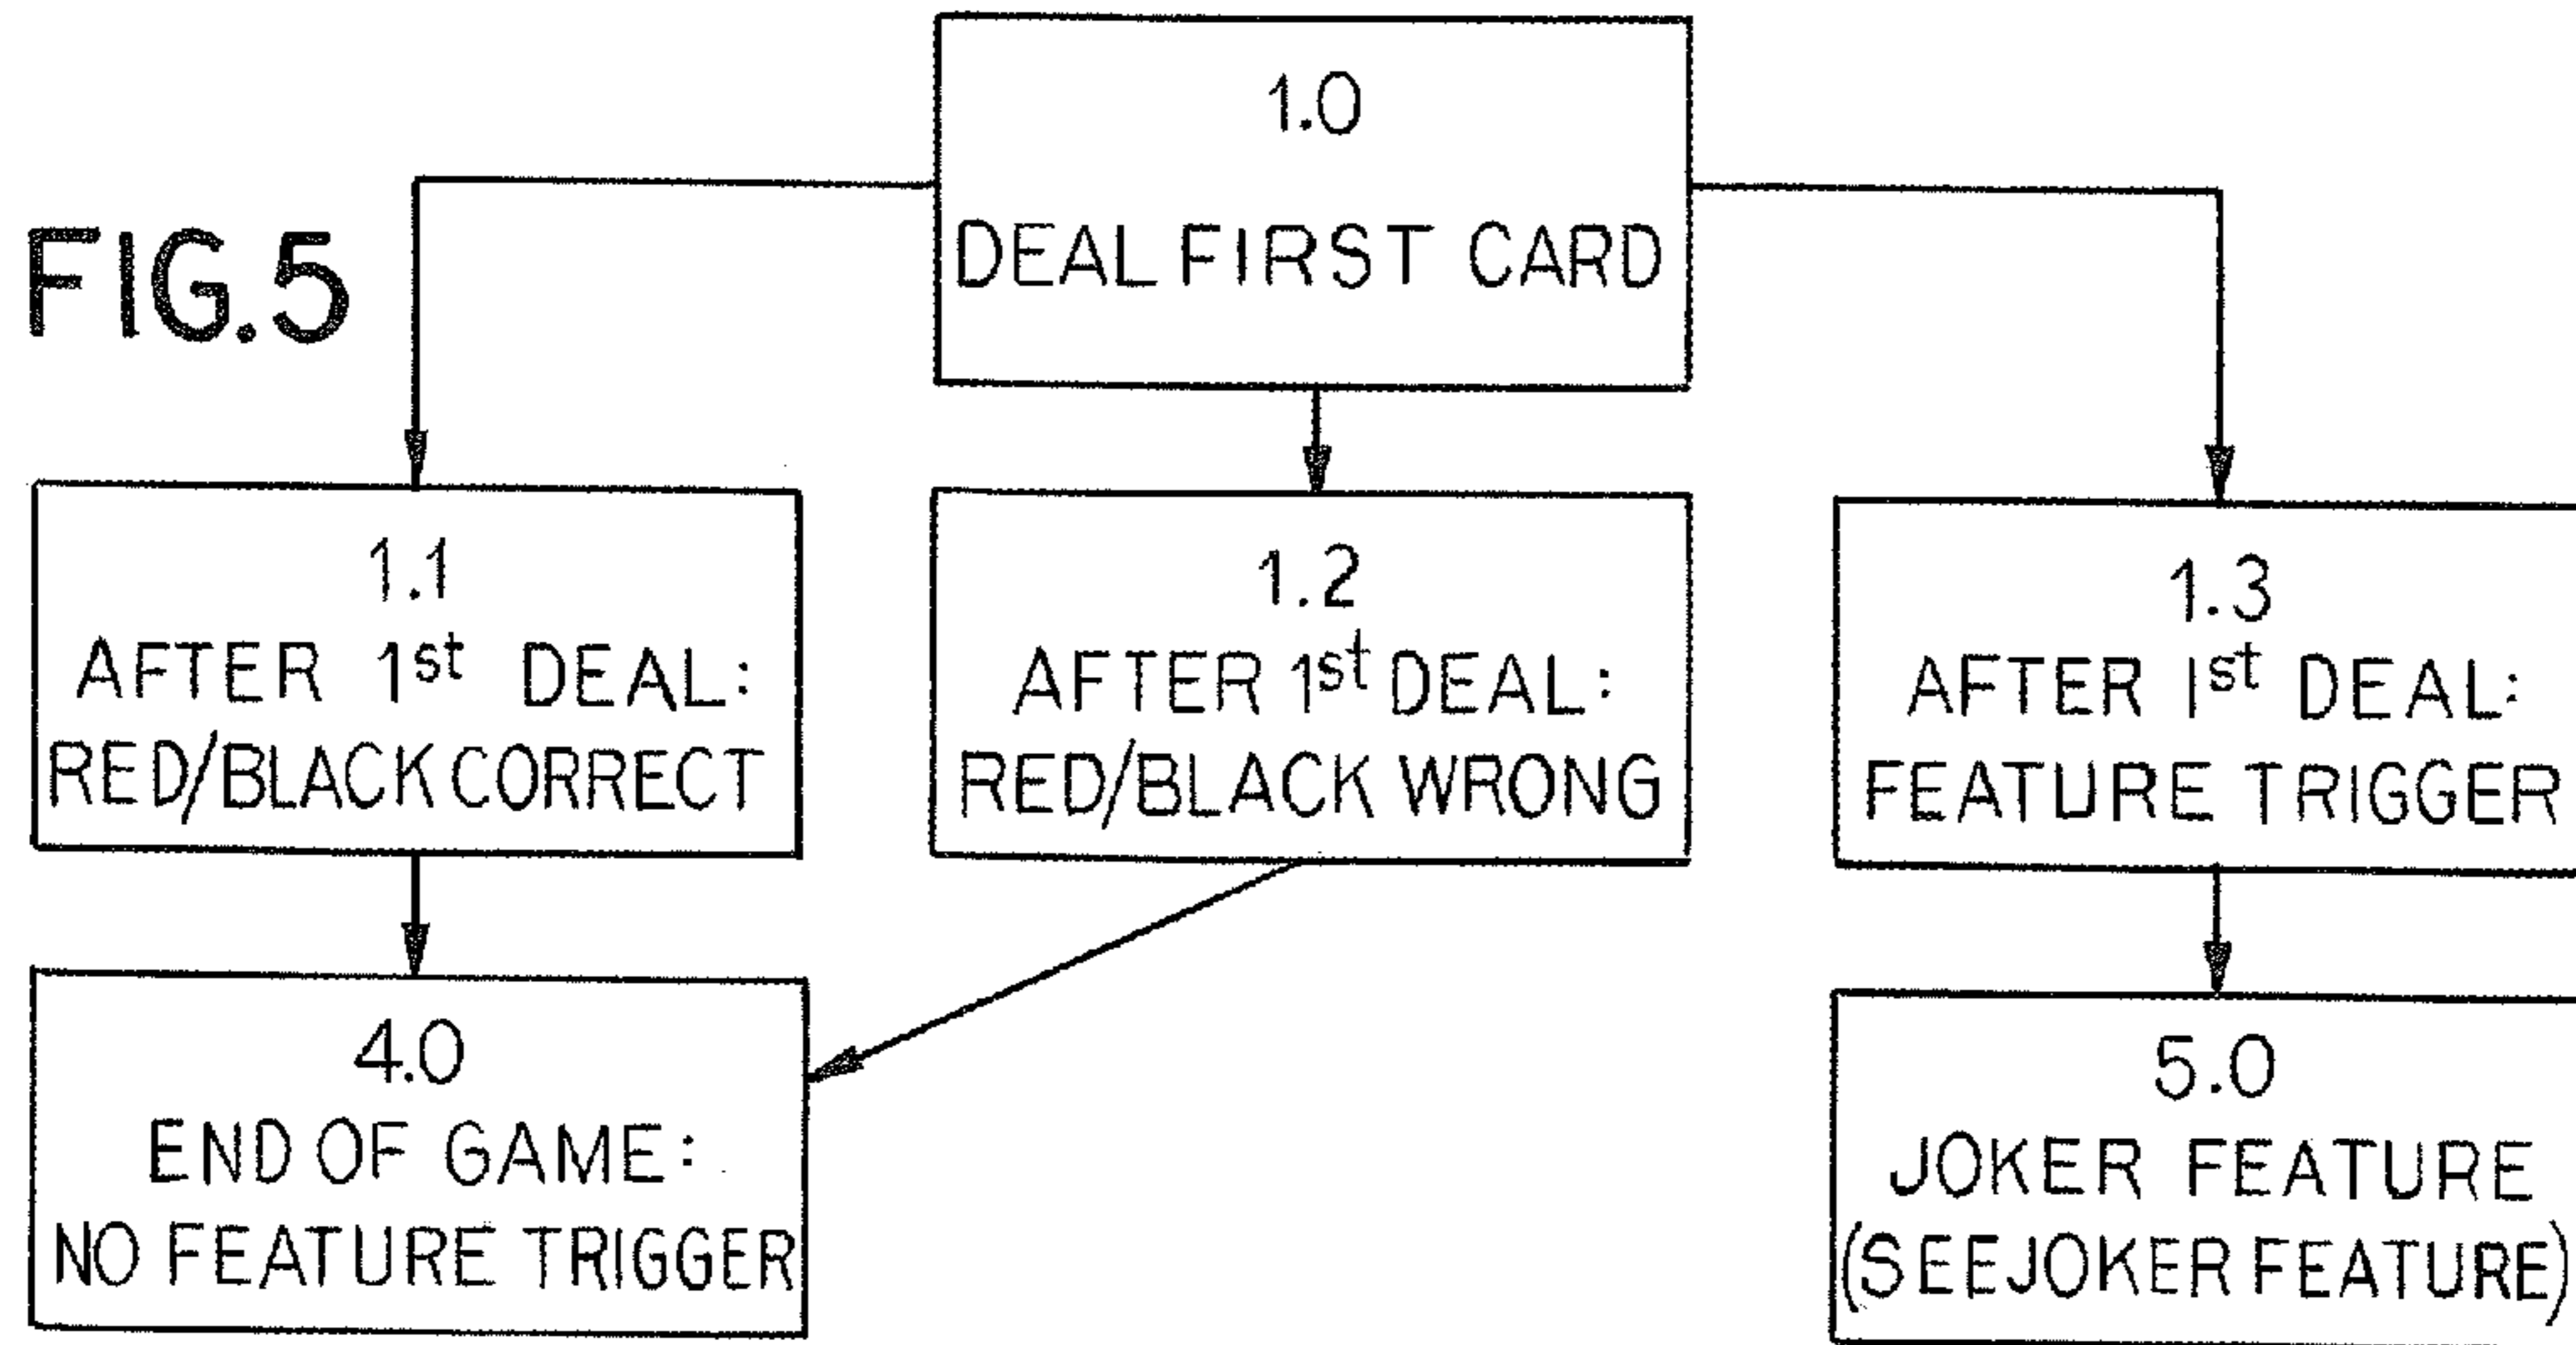 FIG.5
1.0
DEAL FIRST CARD
1.1
AFTER 1st DEAL:
RED/BLACK CORRECT
1.2
AFTER 1st DEAL:
RED/BLACK WRONG
1.3
AFTER 1st DEAL:
FEATURE TRIGGER
4.0
END OF GAME:
NO FEATURE TRIGGER
5.0
JOKER FEATURE
(SEE JOKER FEATURE)